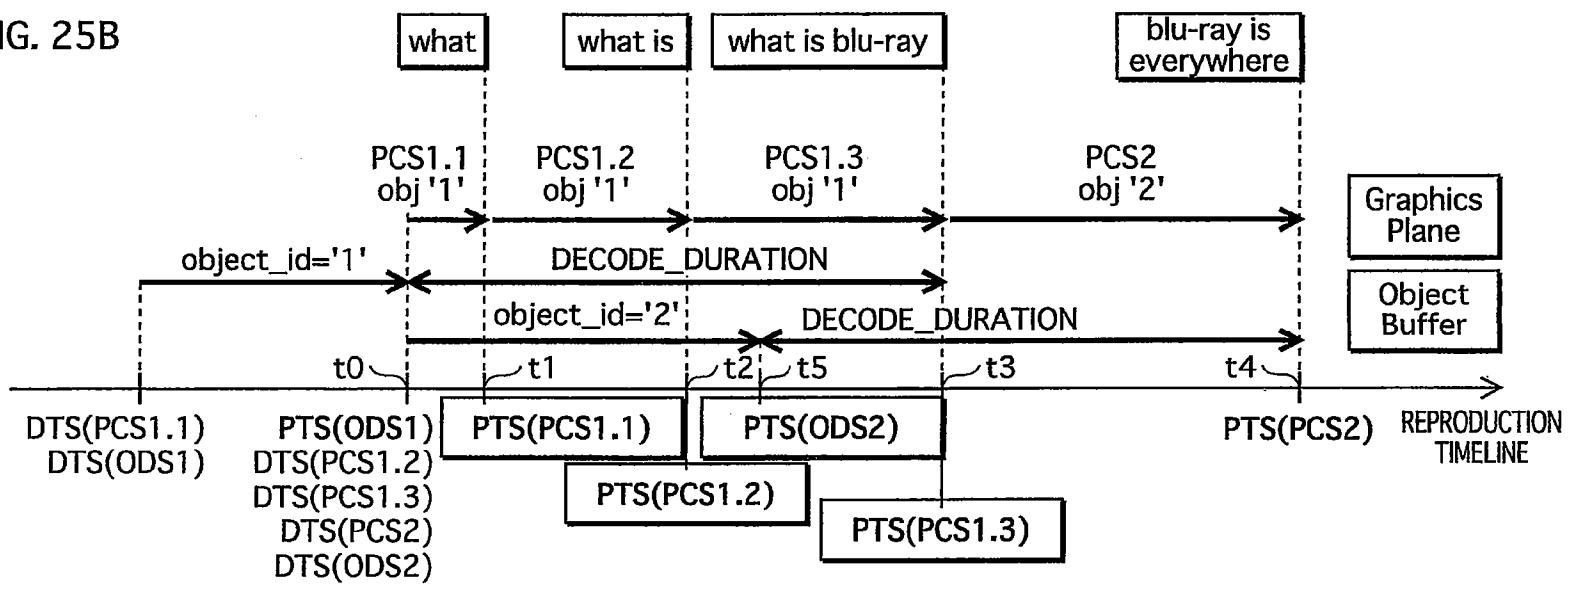 IG. 25B
what
what is
what is blu-ray
blu-ray is
everywhere
PCS1.1
obj '1'
PCS1.2
obj '1'
PCS1.3
obj '1'
PCS2
obj '2'
Graphics
Plane
object_id='1'
DECODE_DURATION
object_id='2'
DECODE_DURATION
Object
Buffer
t0
t1
t2
t5
t3
t4
DTS(PCS1.1)
DTS(ODS1)
PTS(ODS1)
DTS(PCS1.2)
DTS(PCS1.3)
DTS(PCS2)
DTS(ODS2)
PTS(PCS1.1)
PTS(PCS1.2)
PTS(ODS2)
PTS(PCS1.3)
PTS(PCS2)
REPRODUCTION
TIMELINE